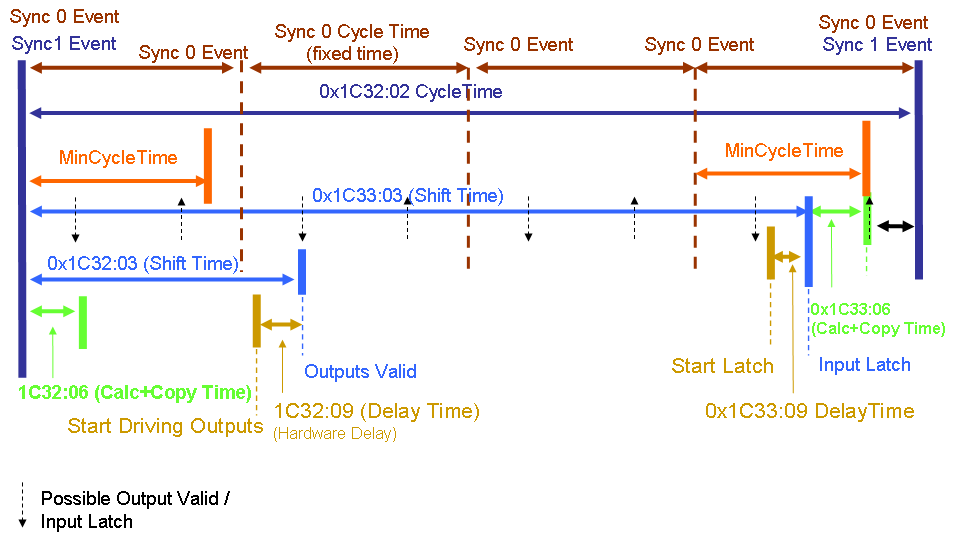 Sync 0 Event
Sync1 Event
Sync 0 Event
Sync 0 Cycle Time
(fixed time)
Sync 0 Event
Sync 0 Event
Sync 0 Event
Sync 1 Event
0x1C32:02 CycleTime
MinCycleTime
MinCycleTime
0x1C33:03 (Shift Time)
0x1C32:03 (Shift Time)
0x1C33:06
(Calc+Copy Time)
Start Latch
Input Latch
Outputs Valid
1C32:06 (Calc+Copy Time)
Start Driving Outputs
1C32:09 (Delay Time)
(Hardware Delay)
0x1C33:09 DelayTime
Possible Output Valid /
Input Latch